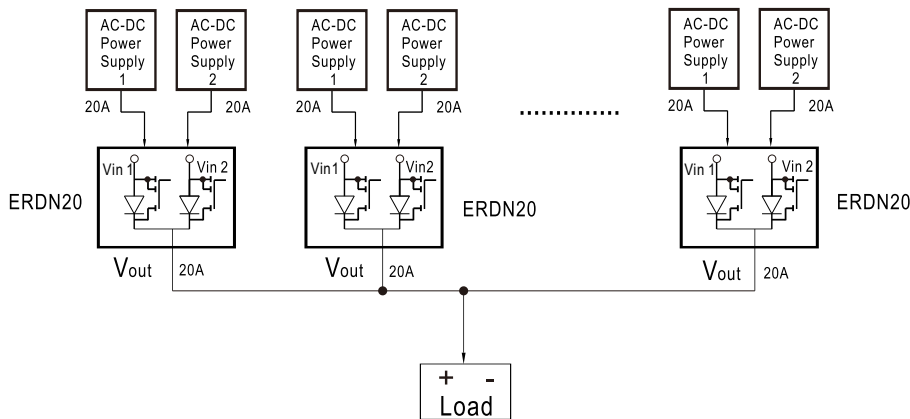 AC-DC
Power
Supply
1
AC-DC
Power
Supply
2
20A
20A
Vin 1
Vin 2
ERDN20
Vout
20A
AC-DC
Power
Supply
1
AC-DC
Power
Supply
2
20A
20A
Vin1
Vin2
ERDN20
Vout
20A
AC-DC
Power
Supply
1
AC-DC
Power
Supply
2
20A
20A
Vin 1
Vin 2
ERDN20
Vout
20A
+ -
Load